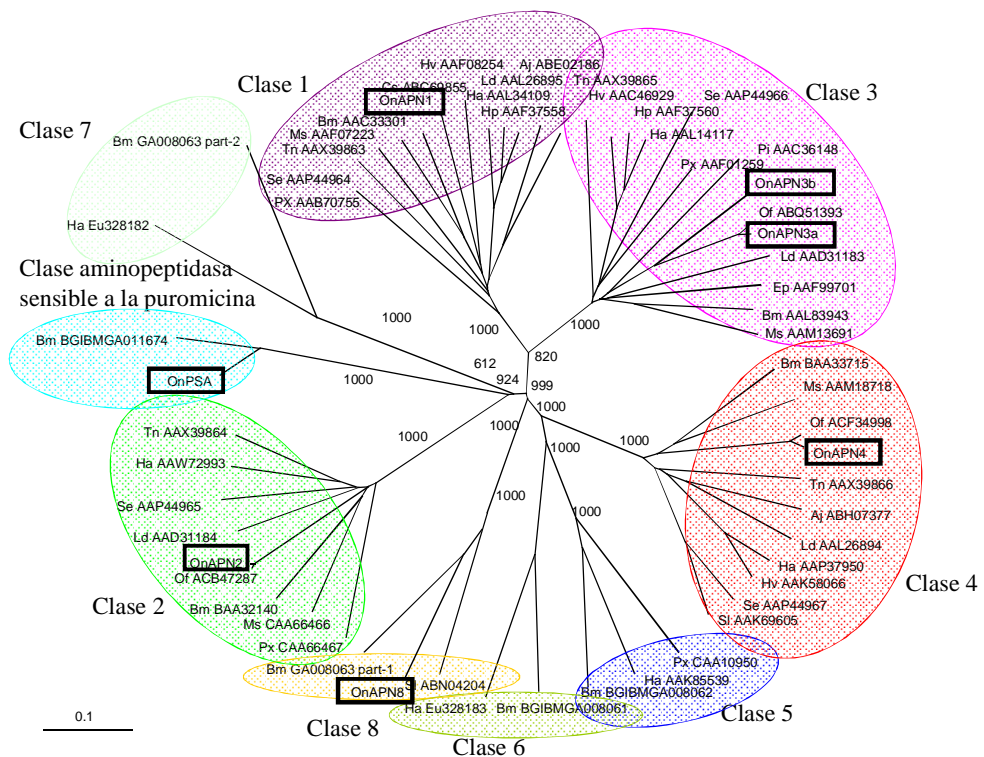 Clase 1
Hv AAF08254
Aj ABE02186
Cs ABC69855
Ld AAL26895
Tn AAX39865
OnAPN1
Ha AAL34109
Hv AAC46929
Se AAP44966
Clase 3
Hp AAF37558
Hp AAF37560
Bm AAC33301
Ms AAF07223
Ha AAL14117
Clase 7
Bm GA008063 part-2
Tn AAX39863
Pi AAC36148
Px AAF01259
Se AAP44964
OnAPN3b
PX AAB70755
Of ABQ51393
Ha Eu328182
OnAPN3a
Ld AAD31183
Clase aminopeptidasa
sensible a la puromicina
Ep AAF99701
Bm AAL83943
Ms AAM13691
1000
1000
1000
Bm BGIBMGA011674
820
612
924
999
OnPSA
1000
1000
Bm BAA33715
Ms AAM18718
Clase 2
Of ACF34998
Tn AAX39864
1000
1000
1000
1000
OnAPN4
Ha AAW72993
Tn AAX39866
Se AAP44965
1000
1000
Aj ABH07377
Ld AAD31184
Ld AAL26894
OnAPN2
Ha AAP37950
Of ACB47287
Hv AAK58066
Clase 4
Clase 2
Bm BAA32140
Se AAP44967
Ms CAA66466
Sl AAK69605
Px CAA66467
Px CAA10950
Bm GA008063 part-1
Ha AAK85539
OnAPN8
Sl ABN04204
Bm BGIBMGA008062
Ha Eu328183
Bm BGIBMGA008061
Clase 5
Clase 8
Clase 6
0.1